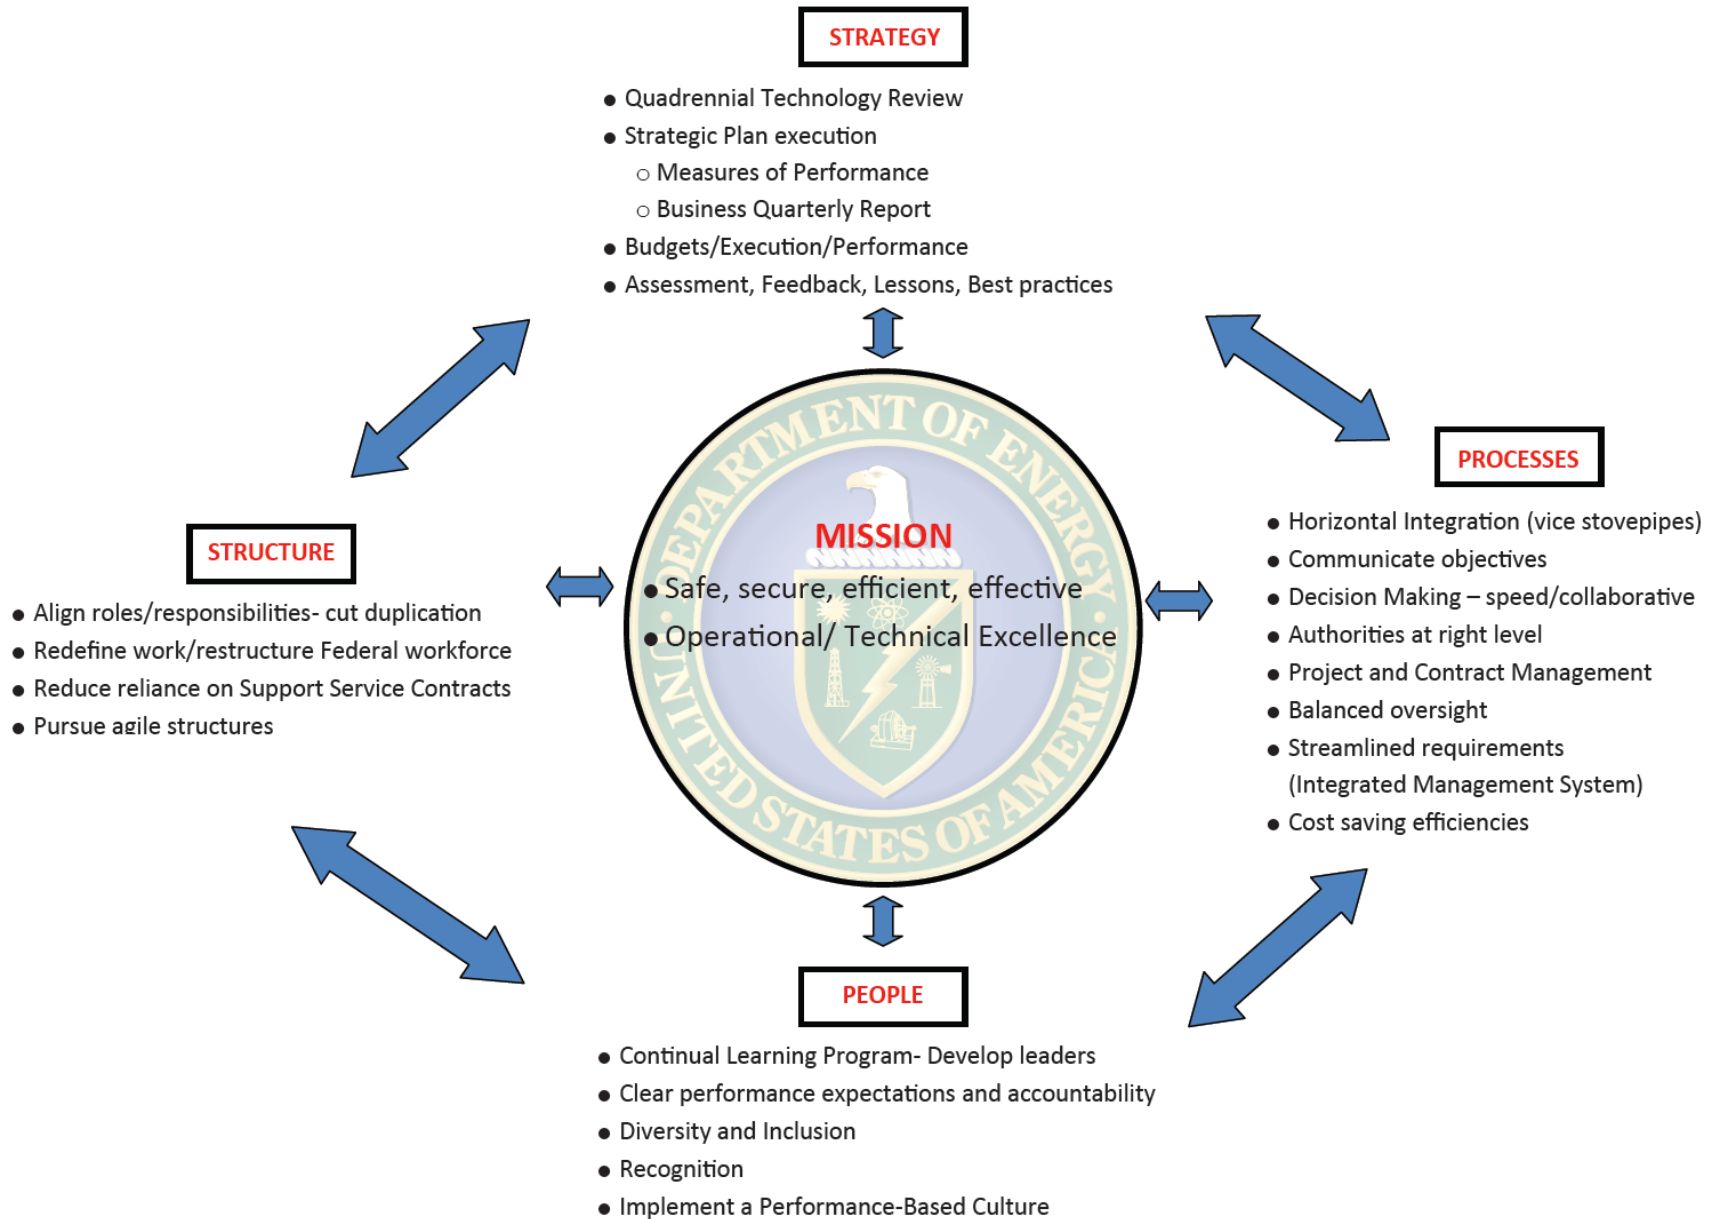 STRATEGY
● Quadrennial Technology Review
● Strategic Plan execution
○ Measures of Performance
○ Business Quarterly Report
● Budgets/Execution/Performance
● Assessment, Feedback, Lessons, Best practices
STRUCTURE
● Align roles/responsibilities- cut duplication
● Redefine work/restructure Federal workforce
● Reduce reliance on Support Service Contracts
● Pursue agile structures
DEPARTMENT OF ENERGY
MISSION
● Safe, secure, efficient, effective
● Operational/ Technical Excellence
UNITED STATES OF AMERICA
PROCESSES
● Horizontal Integration (vice stovepipes)
● Communicate objectives
● Decision Making – speed/collaborative
● Authorities at right level
● Project and Contract Management
● Balanced oversight
● Streamlined requirements
(Integrated Management System)
● Cost saving efficiencies
PEOPLE
● Continual Learning Program- Develop leaders
● Clear performance expectations and accountability
● Diversity and Inclusion
● Recognition
● Implement a Performance-Based Culture